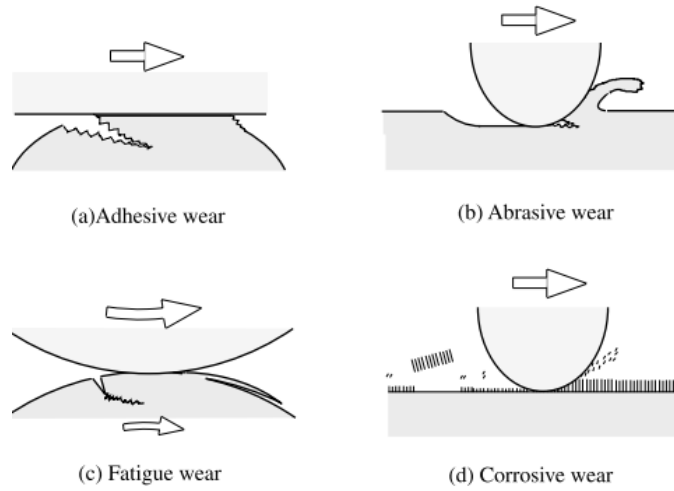 (a)Adhesive wear
(b) Abrasive wear
(c) Fatigue wear
(d) Corrosive wear